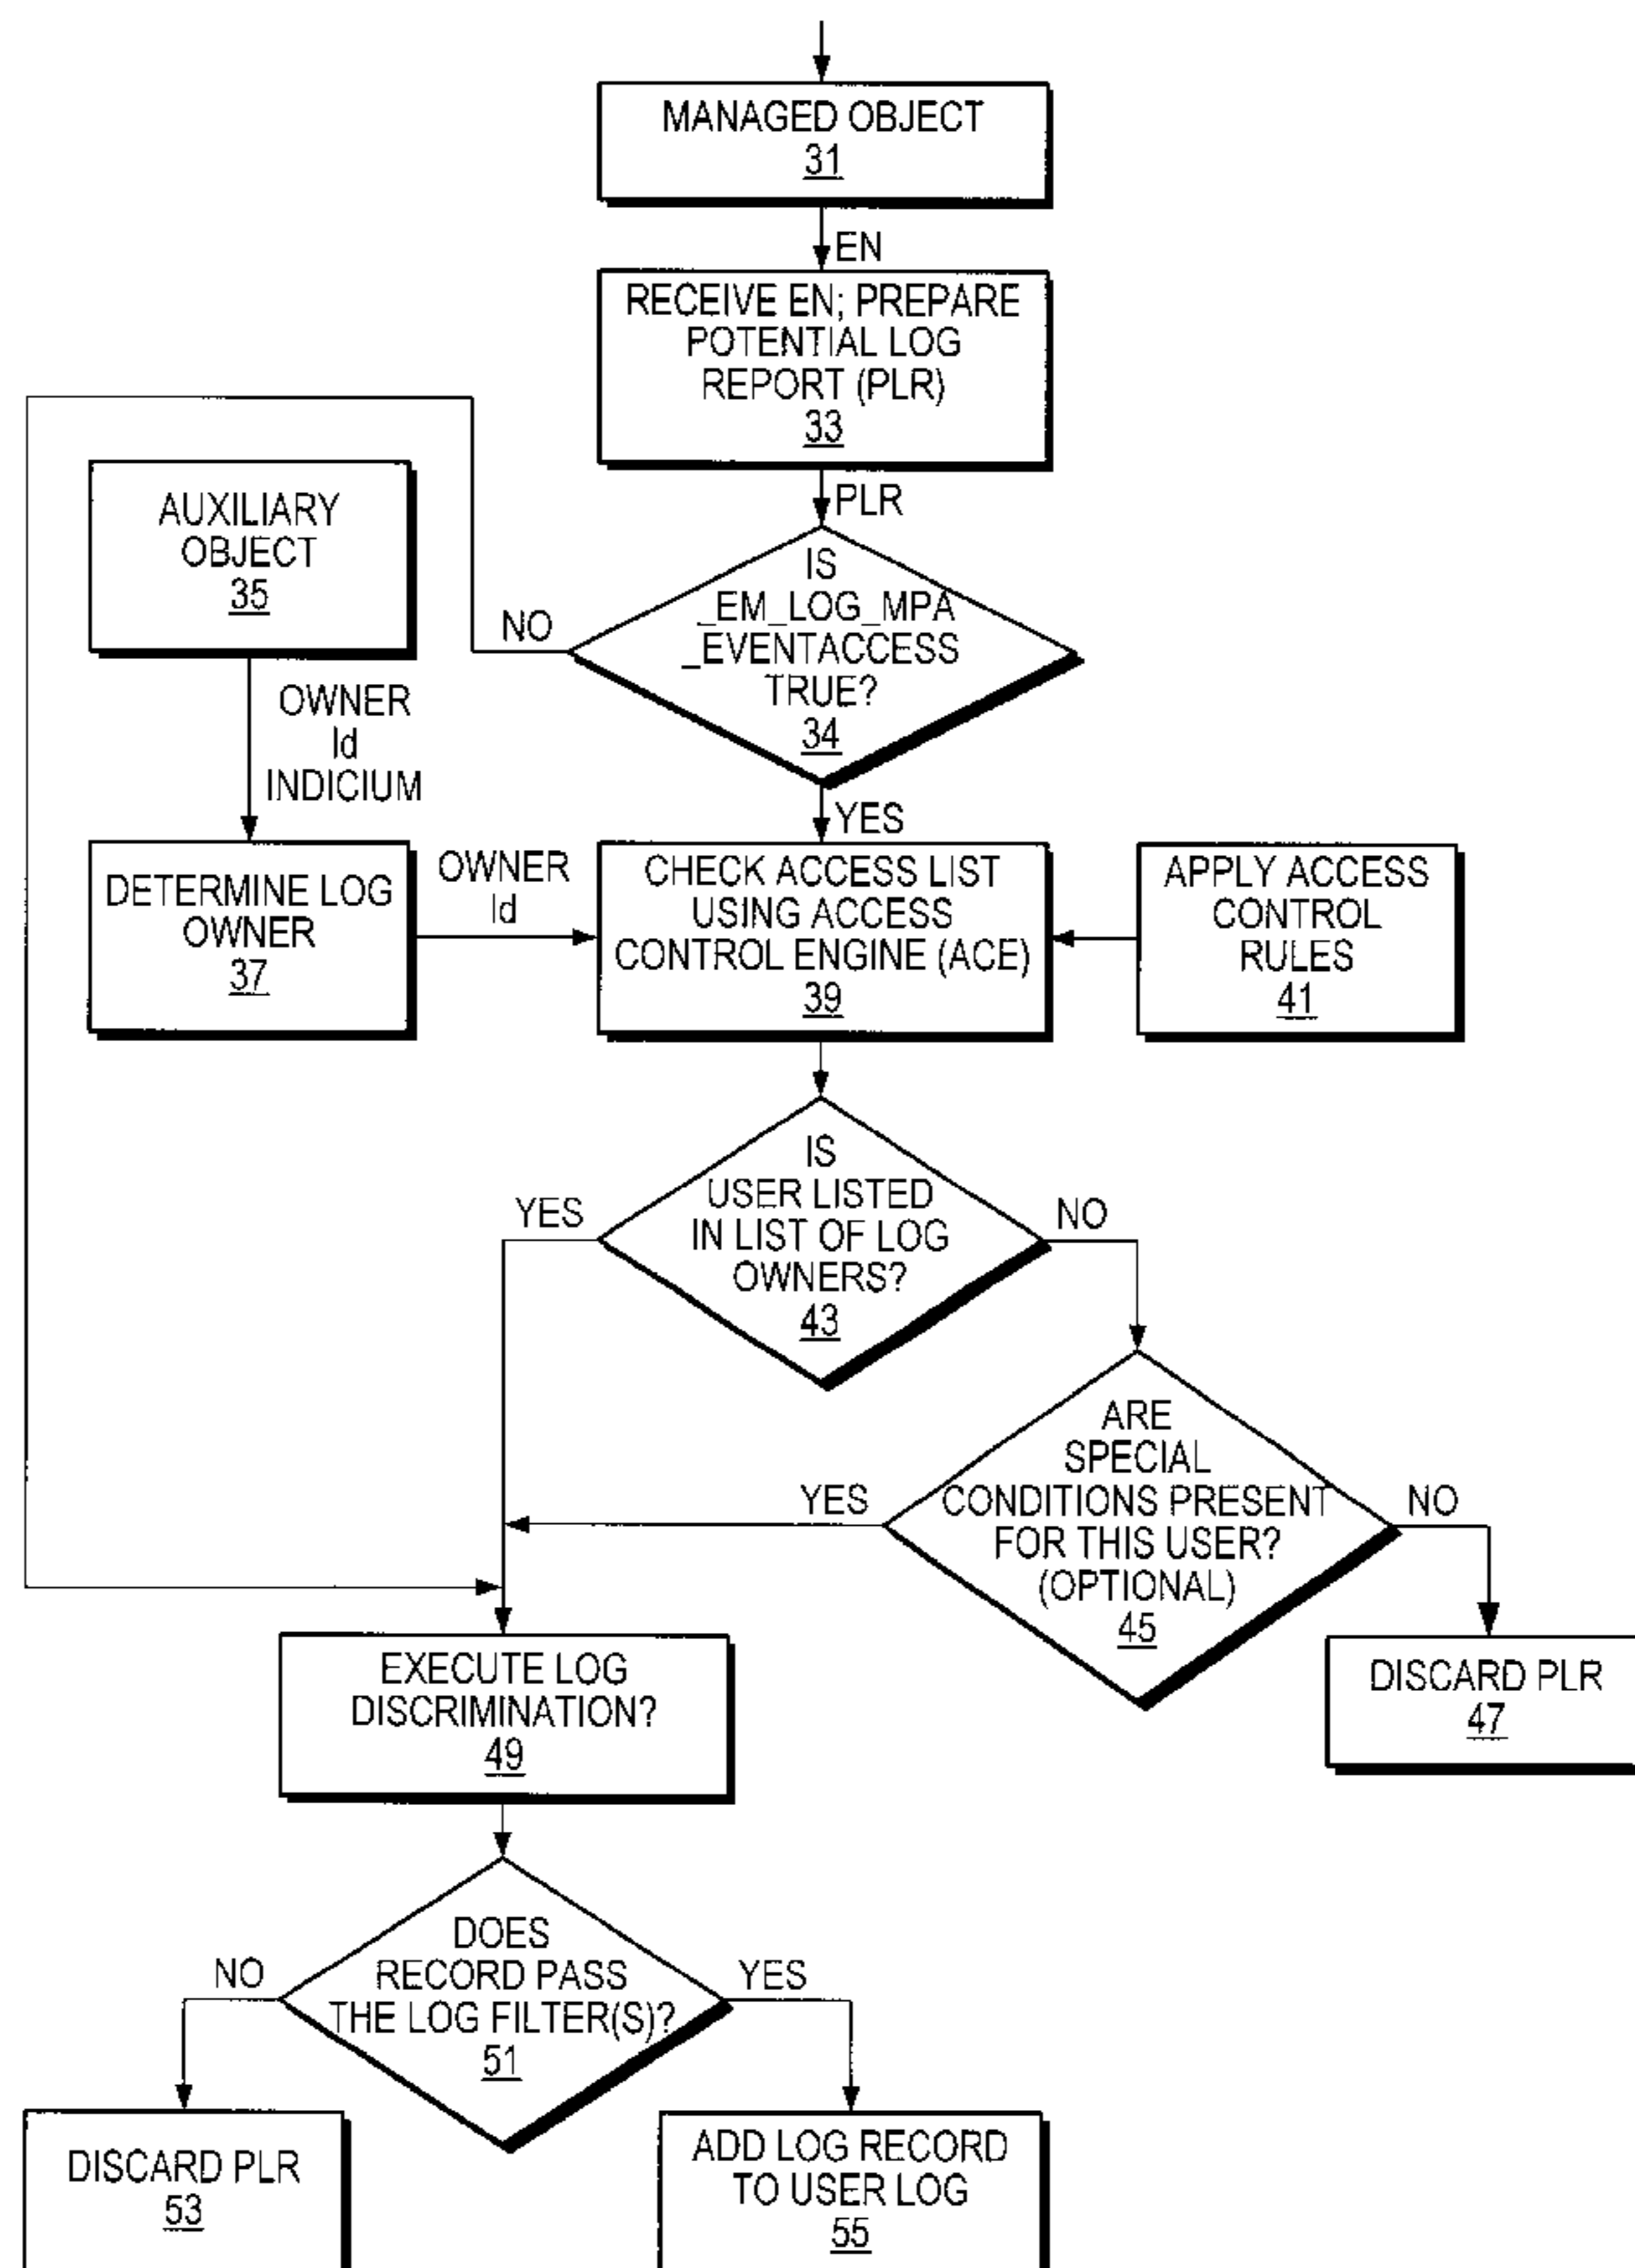 MANAGED OBJECT
31
EN
RECEIVE EN; PREPARE
POTENTIAL LOG
REPORT (PLR)
33
PLR
AUXILIARY
OBJECT
35
IS
_EM_LOG_MPA
_EVENTACCESS
TRUE?
34
NO
OWNER
Id
INDICIUM
YES
DETERMINE LOG
OWNER
37
OWNER
Id
CHECK ACCESS LIST
USING ACCESS
CONTROL ENGINE (ACE)
39
APPLY ACCESS
CONTROL
RULES
41
IS
USER LISTED
IN LIST OF LOG
OWNERS?
43
YES
NO
ARE
SPECIAL
CONDITIONS PRESENT
FOR THIS USER?
(OPTIONAL)
45
YES
NO
EXECUTE LOG
DISCRIMINATION?
49
DISCARD PLR
47
DOES
RECORD PASS
THE LOG FILTER(S)?
51
NO
YES
DISCARD PLR
53
ADD LOG RECORD
TO USER LOG
55